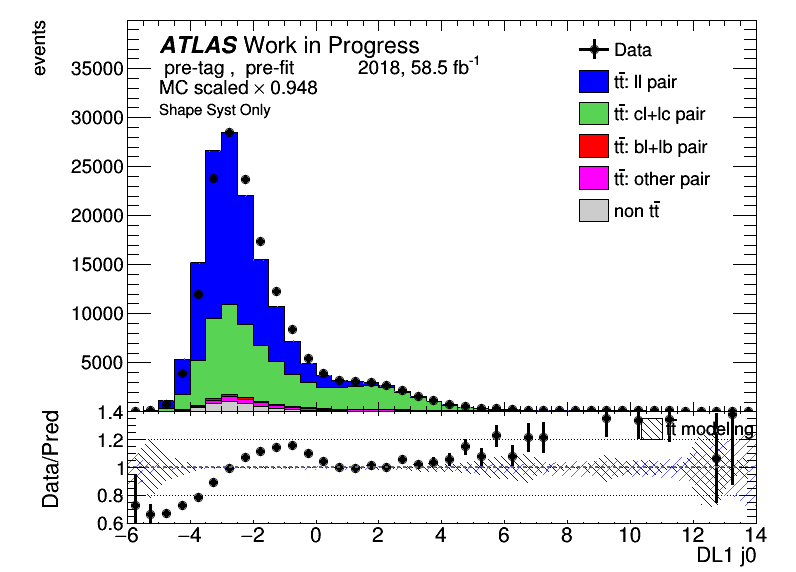 events
ATLAS Work in Progress
pre-tag , pre-fit 2018, 58.5 fb⁻¹
MC scaled × 0.948
Shape Syst Only
Data
tt̄: ll pair
tt̄: cl+lc pair
tt̄: bl+lb pair
tt̄: other pair
non tt̄
35000
30000
25000
20000
15000
10000
5000
Data/Pred
1.4
1.2
1
0.8
0.6
tt̄ modeling
−6 −4 −2 0 2 4 6 8 10 12 14
DL1 j0